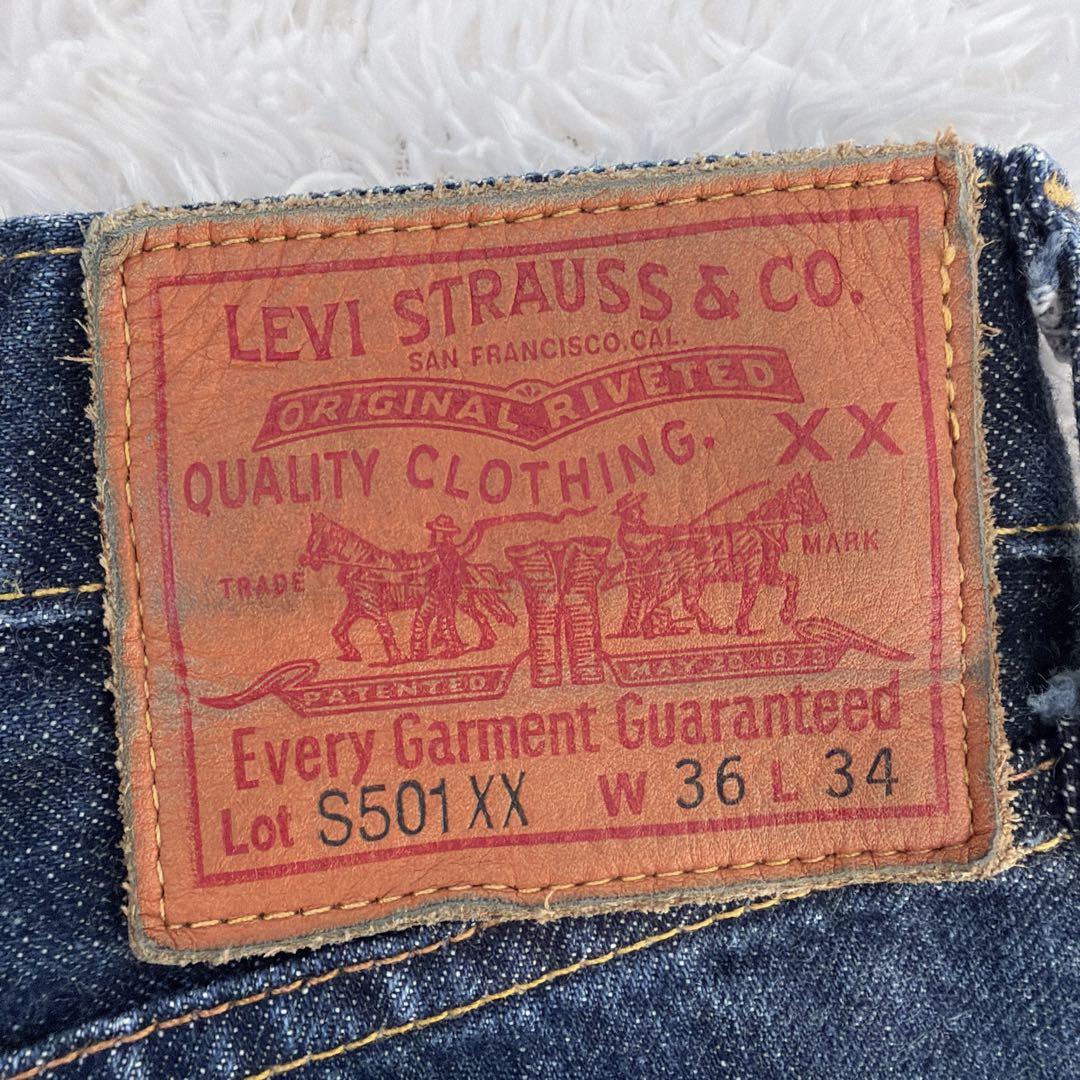 LEVI STRAUSS & CO.
SAN FRANCISCO, CAL.
ORIGINAL RIVETED
QUALITY CLOTHING. XX
TRADE MARK
PATENTED MAY 20 1873
Every Garment Guaranteed
Lot S501XX W 36 L 34